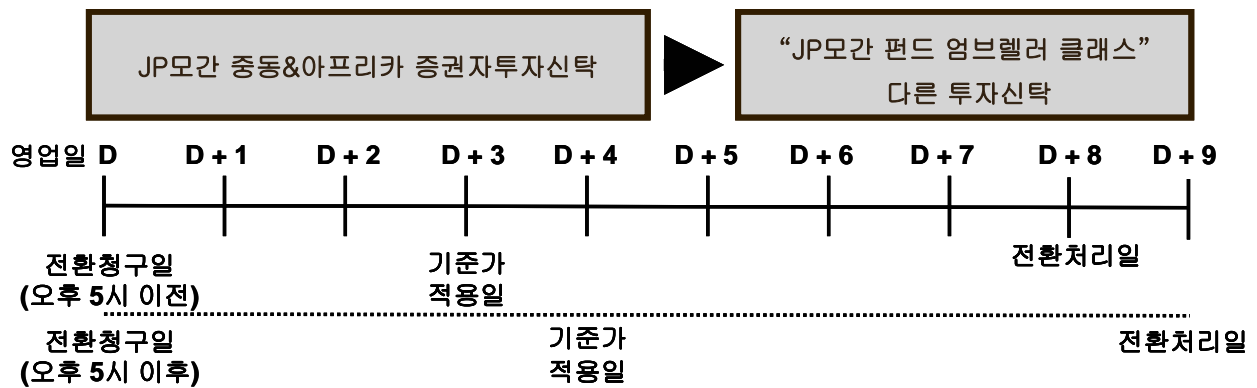 JP모간 중동&아프리카 증권자투자신탁
“JP모간 펀드 엄브렐러 클래스”
다른 투자신탁
영업일 D D + 1 D + 2 D + 3 D + 4 D + 5 D + 6 D + 7 D + 8 D + 9
전환청구일
(오후 5시 이전)
기준가
적용일
전환처리일
전환청구일
(오후 5시 이후)
기준가
적용일
전환처리일